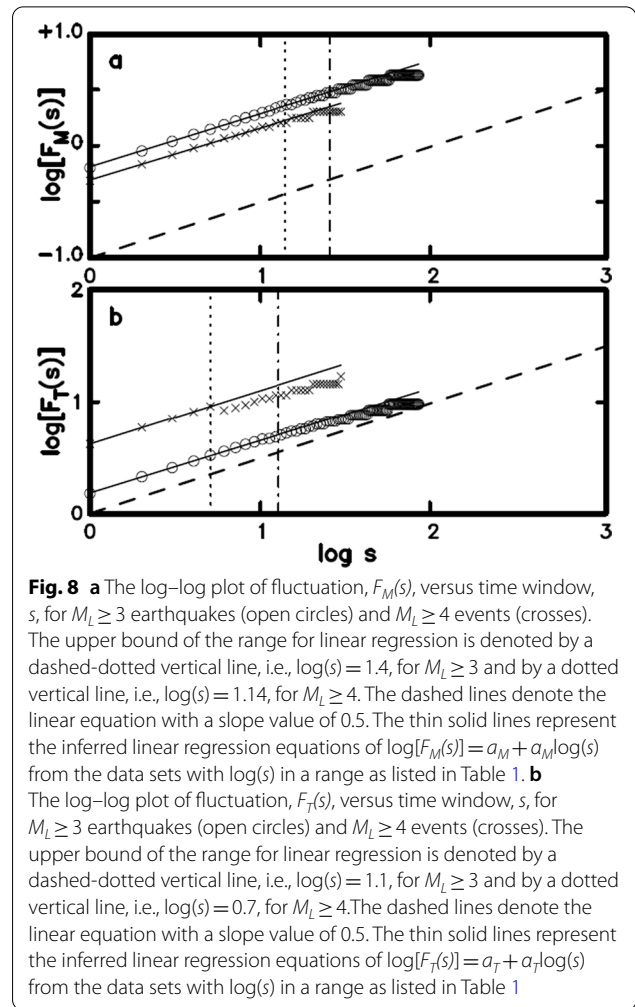 +1.0
a
log[F_M(s)]
+0.0
-1.0
0
1
2
3
2
b
log[F_T(s)]
1
0
0
1
2
3
log s
Fig. 8 a The log–log plot of fluctuation, F_M(s), versus time window,
s, for M_L ≥ 3 earthquakes (open circles) and M_L ≥ 4 events (crosses).
The upper bound of the range for linear regression is denoted by a
dashed-dotted vertical line, i.e., log(s) = 1.4, for M_L ≥ 3 and by a dotted
vertical line, i.e., log(s) = 1.14, for M_L ≥ 4. The dashed lines denote the
linear equation with a slope value of 0.5. The thin solid lines represent
the inferred linear regression equations of log[F_M(s)] = a_M + α_M log(s)
from the data sets with log(s) in a range as listed in Table 1. b
The log–log plot of fluctuation, F_T(s), versus time window, s, for
M_L ≥ 3 earthquakes (open circles) and M_L ≥ 4 events (crosses). The
upper bound of the range for linear regression is denoted by a
dashed-dotted vertical line, i.e., log(s) = 1.1, for M_L ≥ 3 and by a dotted
vertical line, i.e., log(s) = 0.7, for M_L ≥ 4.The dashed lines denote the
linear equation with a slope value of 0.5. The thin solid lines represent
the inferred linear regression equations of log[F_T(s)] = a_T + α_T log(s)
from the data sets with log(s) in a range as listed in Table 1